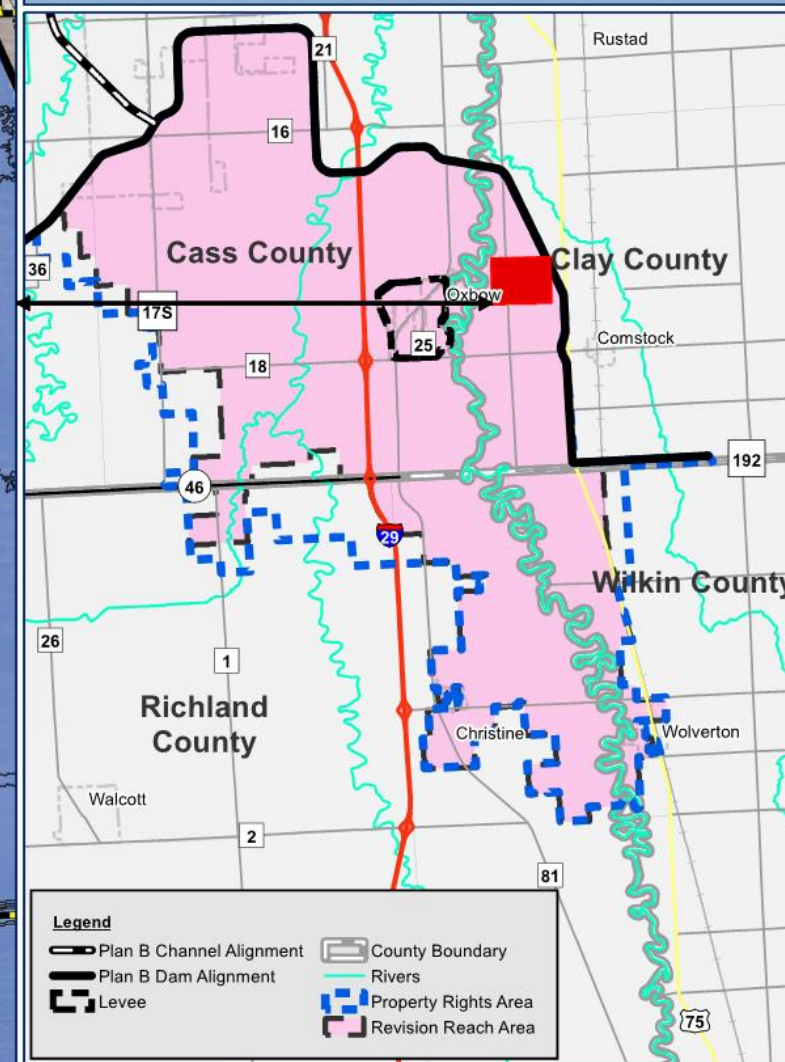 Rustad
21
16
Cass County
Clay County
36
Oxbow
17S
25
Comstock
18
192
46
29
Wilkin County
26
1
Richland
County
Christine
Wolverton
Walcott
2
81
Legend
Plan B Channel Alignment
Plan B Dam Alignment
Levee
County Boundary
Rivers
Property Rights Area
Revision Reach Area
75